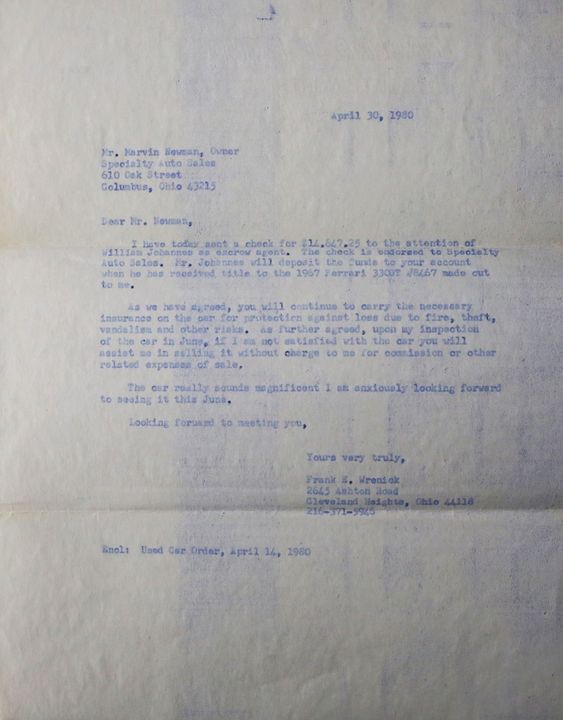 April 30, 1980
Mr. Marvin Newman, Owner
Specialty Auto Sales
610 Oak Street
Columbus, Ohio 43215
Dear Mr. Newman,
I have today sent a check for $14,647.25 to the attention of
William Johannes as escrow agent. The check is endorsed to Specialty
Auto Sales. Mr. Johannes will deposit the funds to your account
when he has received title to the 1967 Ferrari 330GT #8467 made out
to me.
As we have agreed, you will continue to carry the necessary
insurance on the car for protection against loss due to fire, theft,
vandalism and other risks. As further agreed, upon my inspection
of the car in June, if I am not satisfied with the car you will
assist me in selling it without charge to me for commission or other
related expenses of sale.
The car really sounds magnificent I am anxiously looking forward
to seeing it this June.
Looking forward to meeting you,
Yours very truly,
Frank E. Wrenick
2645 Ashton Road
Cleveland Heights, Ohio 44118
216-371-5946
Encl: Used Car Order, April 14, 1980